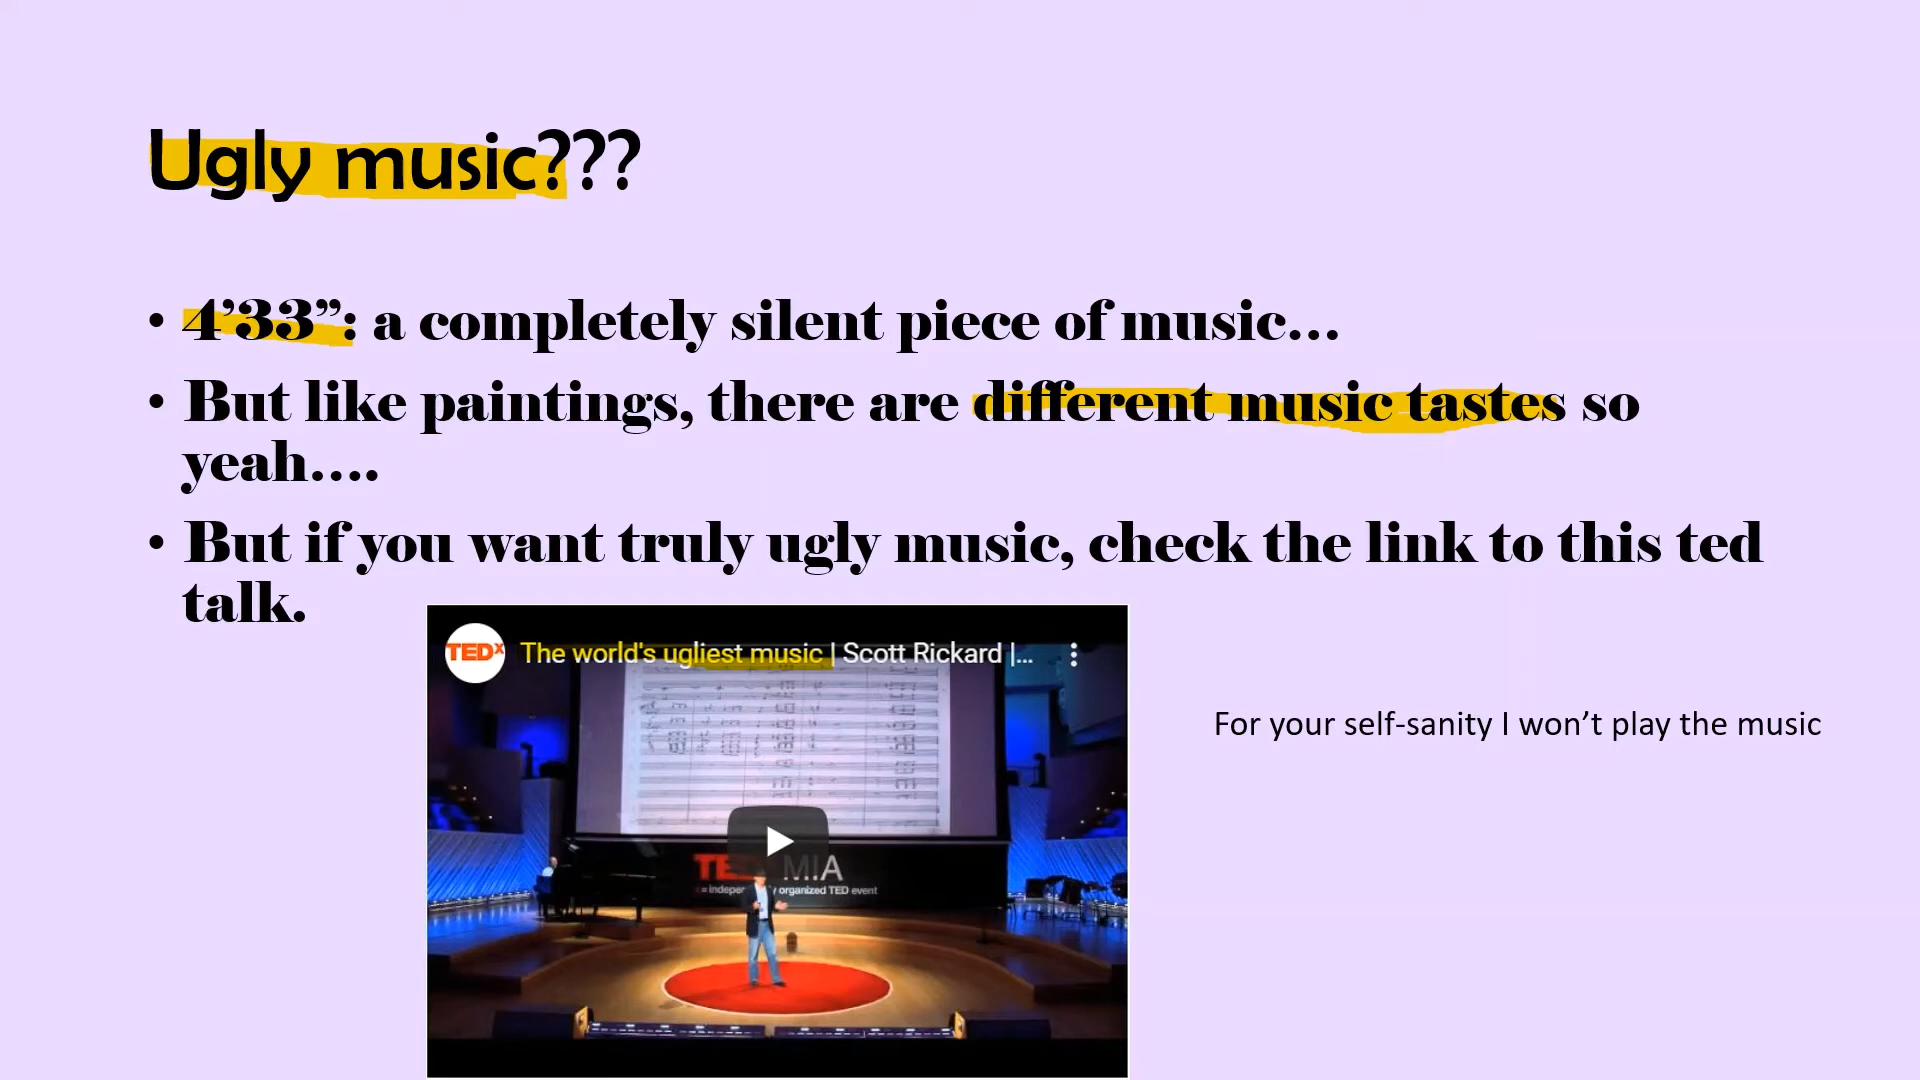 Ugly music???
• 4’33”: a completely silent piece of music...
• But like paintings, there are different music tastes so
yeah....
• But if you want truly ugly music, check the link to this ted
talk.
TEDx The world's ugliest music | Scott Rickard |...
For your self-sanity I won’t play the music
MIA
organized TED event